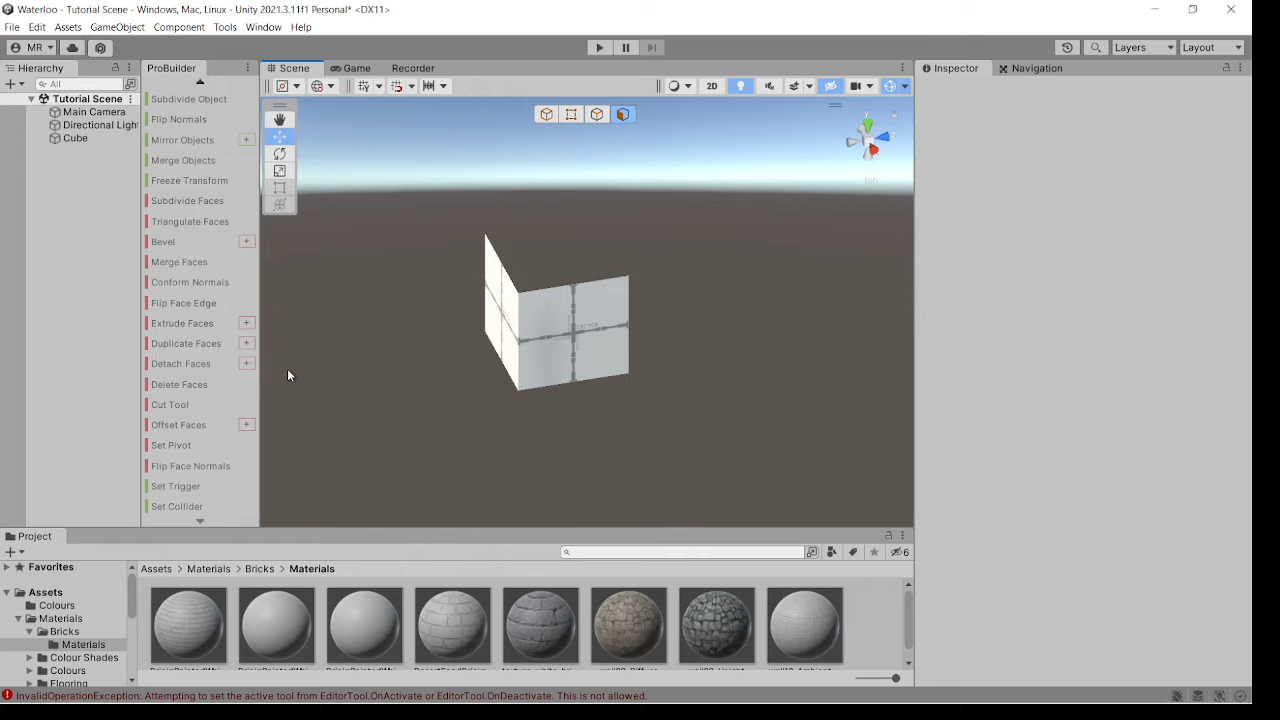 Waterloo - Tutorial Scene - Windows, Mac, Linux - Unity 2021.3.11f1 Personal* <DX11>
File Edit Assets GameObject Component Tools Window Help
MR Layers Layout
Hierarchy ProBuilder Scene Game Recorder Inspector Navigation
All 2D
Tutorial Scene
Main Camera
Directional Ligh
Cube
Subdivide Object
Flip Normals
Mirror Objects
Merge Objects
Freeze Transform
Subdivide Faces
Triangulate Faces
Bevel
Merge Faces
Conform Normals
Flip Face Edge
Extrude Faces
Duplicate Faces
Detach Faces
Delete Faces
Cut Tool
Offset Faces
Set Pivot
Flip Face Normals
Set Trigger
Set Collider
y
Iso
Project
6
Favorites
Assets
Colours
Materials
Bricks
Materials
Colour Shades
Colours
Flooring
Assets Materials Bricks Materials
InvalidOperationException: Attempting to set the active tool from EditorTool.OnActivate or EditorTool.OnDeactivate. This is not allowed.